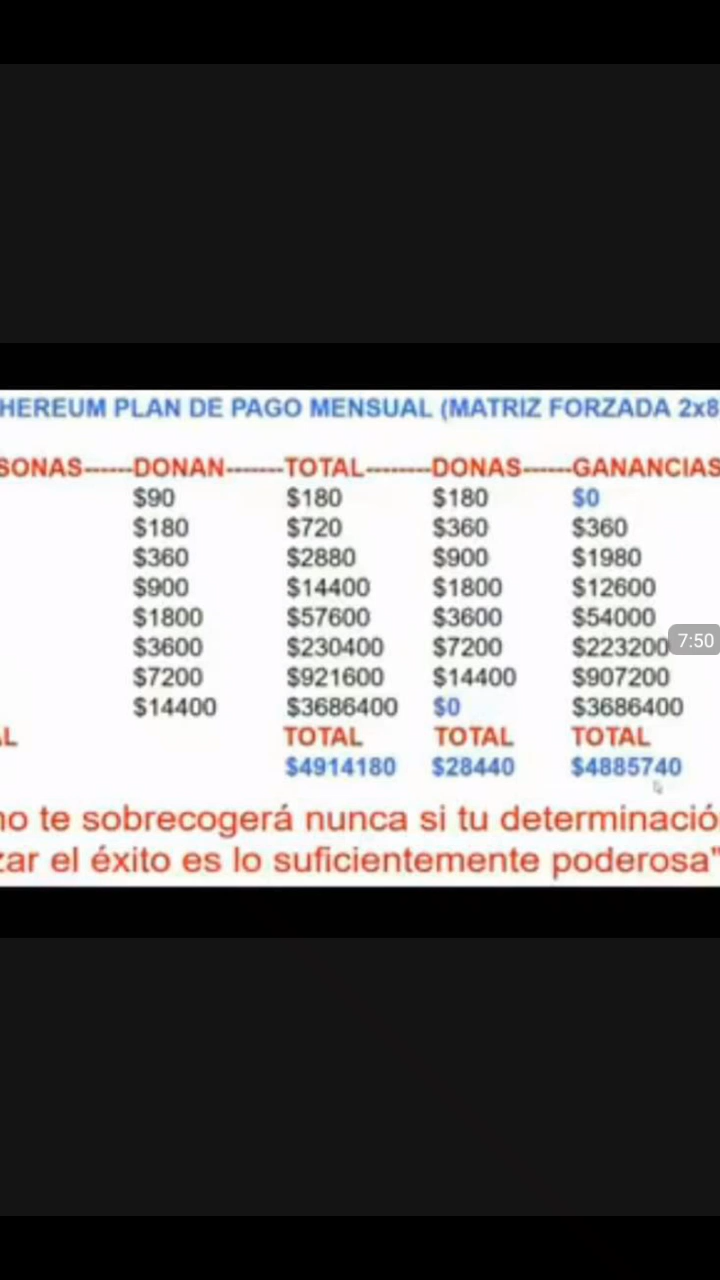 HEREUM PLAN DE PAGO MENSUAL (MATRIZ FORZADA 2x8
SONAS------DONAN-------TOTAL--------DONAS------GANANCIAS
$90 $180 $180 $0
$180 $720 $360 $360
$360 $2880 $900 $1980
$900 $14400 $1800 $12600
$1800 $57600 $3600 $54000
$3600 $230400 $7200 $223200
7:50
$7200 $921600 $14400 $907200
$14400 $3686400 $0 $3686400
AL TOTAL TOTAL TOTAL
$4914180 $28440 $4885740
no te sobrecogerá nunca si tu determinació
zar el éxito es lo suficientemente poderosa"